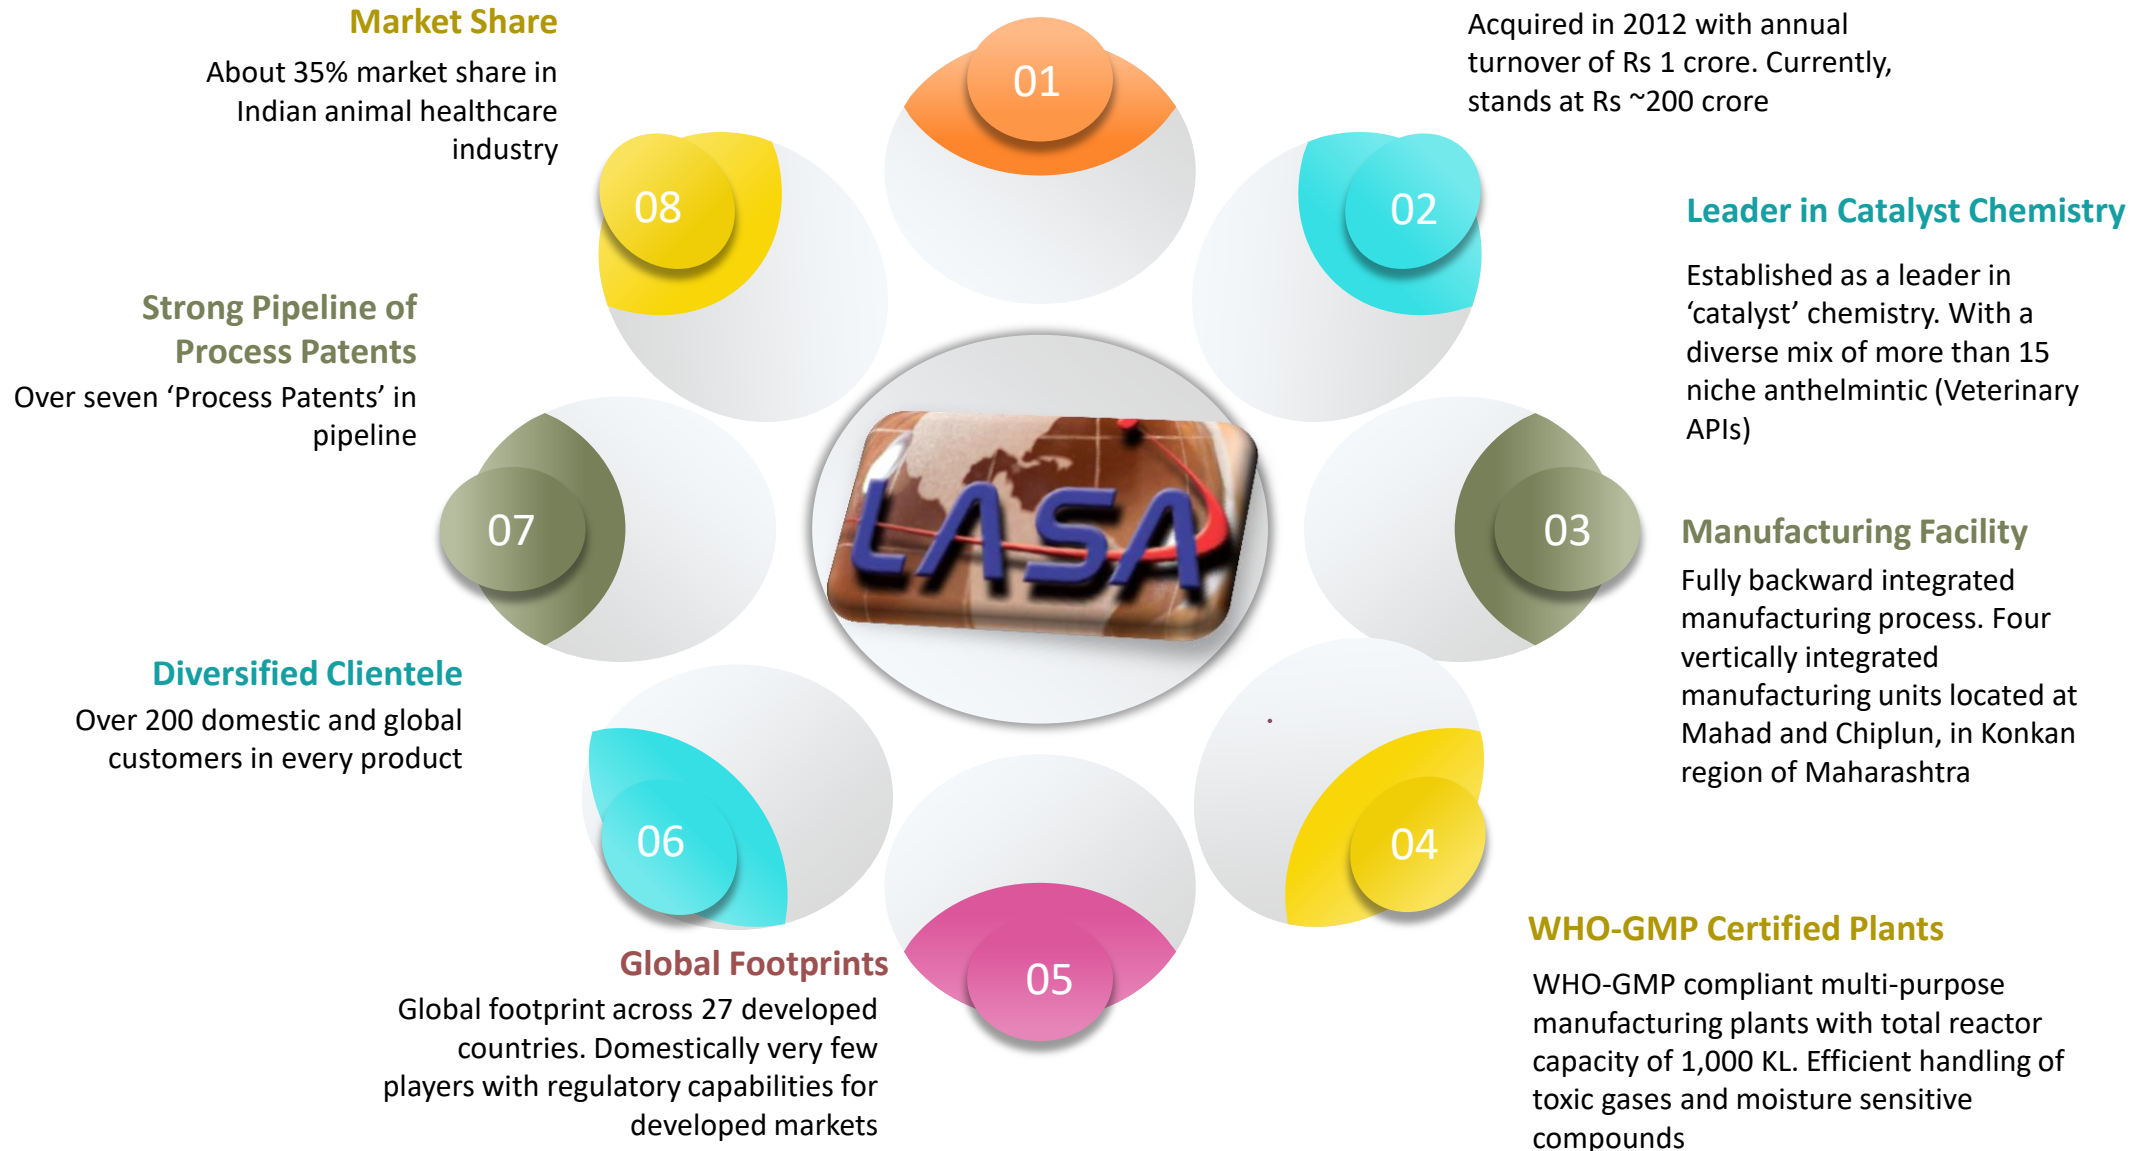 01
Acquired in 2012 with annual
turnover of Rs 1 crore. Currently,
stands at Rs ~200 crore
02
Leader in Catalyst Chemistry
Established as a leader in
‘catalyst’ chemistry. With a
diverse mix of more than 15
niche anthelmintic (Veterinary
APIs)
03
Manufacturing Facility
Fully backward integrated
manufacturing process. Four
vertically integrated
manufacturing units located at
Mahad and Chiplun, in Konkan
region of Maharashtra
04
WHO-GMP Certified Plants
WHO-GMP compliant multi-purpose
manufacturing plants with total reactor
capacity of 1,000 KL. Efficient handling of
toxic gases and moisture sensitive
compounds
05
Global Footprints
Global footprint across 27 developed
countries. Domestically very few
players with regulatory capabilities for
developed markets
06
Diversified Clientele
Over 200 domestic and global
customers in every product
07
Strong Pipeline of
Process Patents
Over seven ‘Process Patents’ in
pipeline
08
Market Share
About 35% market share in
Indian animal healthcare
industry
LASA